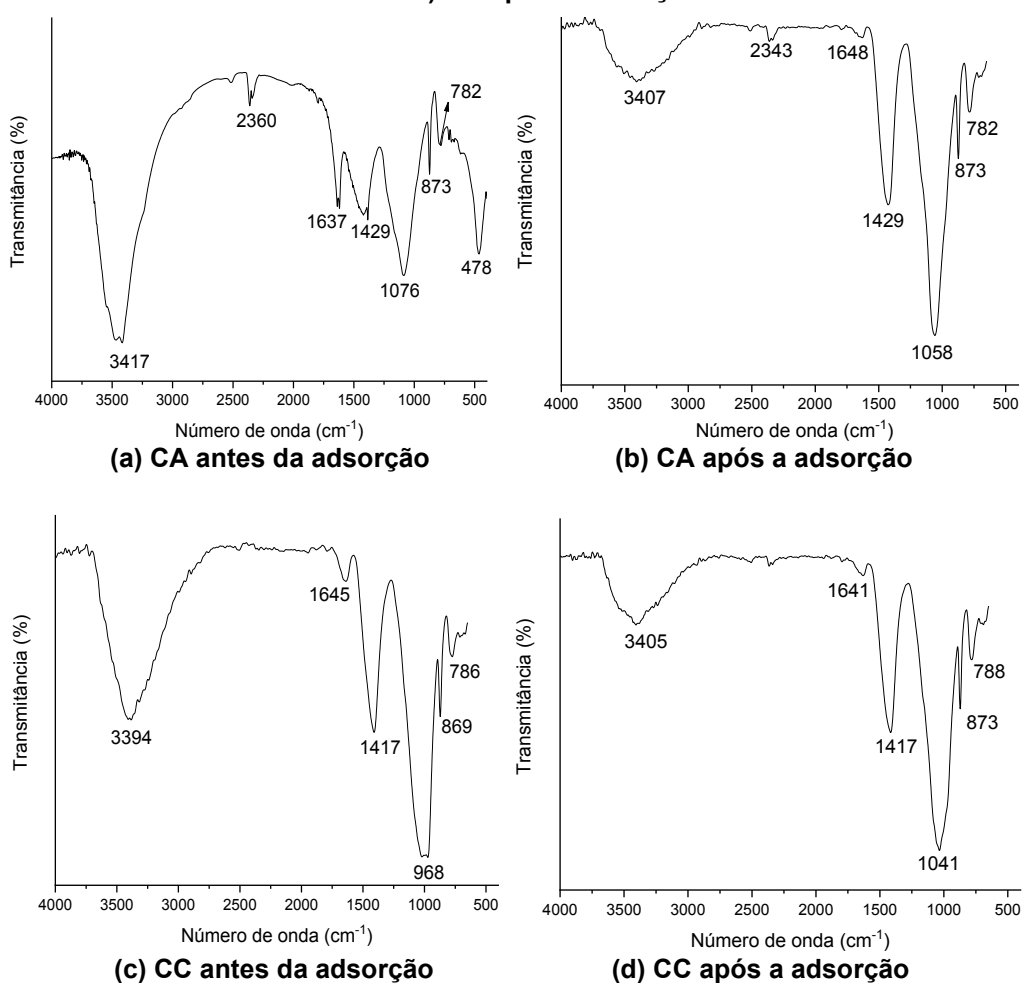 Transmitância (%)
782
2360
1637
1429
873
1076
478
3417
4000 3500 3000 2500 2000 1500 1000 500
Número de onda (cm-1)
(a) CA antes da adsorção
Transmitância (%)
2343
1648
3407
782
873
1429
1058
4000 3500 3000 2500 2000 1500 1000 500
Número de onda (cm-1)
(b) CA após a adsorção
Transmitância (%)
1645
786
869
3394
1417
968
4000 3500 3000 2500 2000 1500 1000 500
Número de onda (cm-1)
(c) CC antes da adsorção
Transmitância (%)
1641
3405
788
873
1417
1041
4000 3500 3000 2500 2000 1500 1000 500
Número de onda (cm-1)
(d) CC após a adsorção